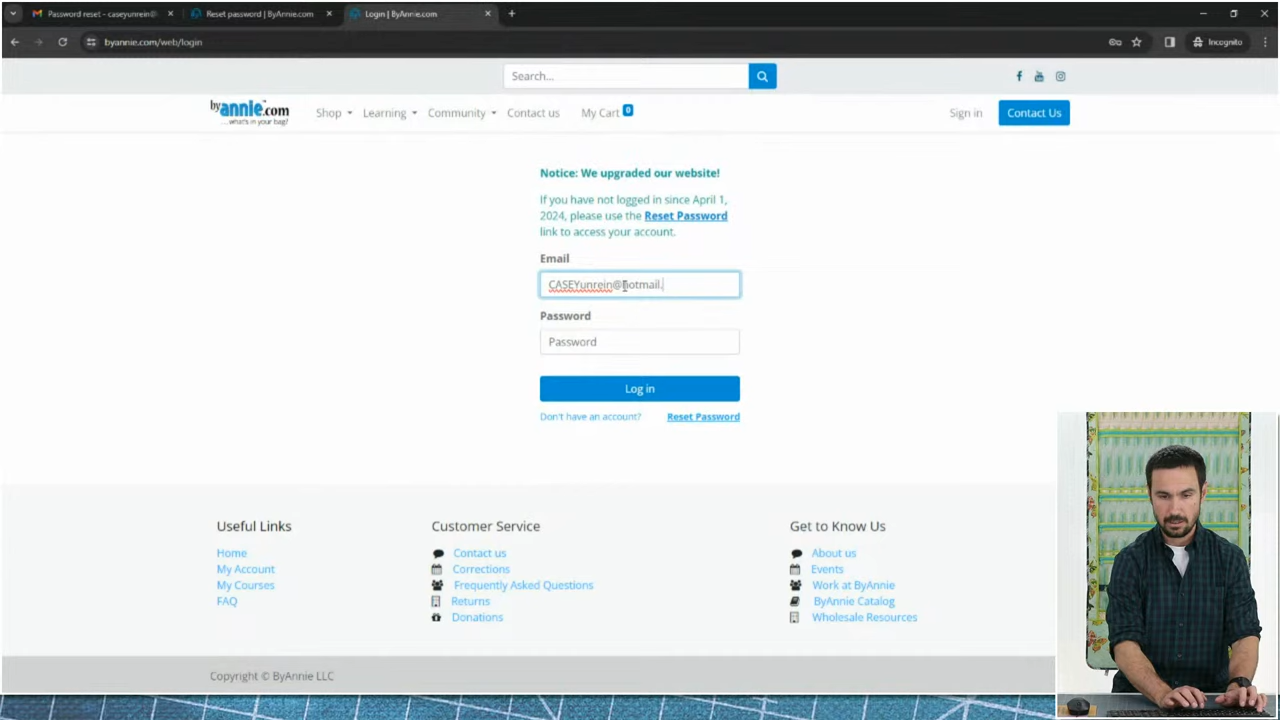 Password reset - caseyunrein@
Reset password | ByAnnie.com
Login | ByAnnie.com
byannie.com/web/login
Incognito
Search...
by annie.com
...what's in your bag?
Shop
Learning
Community
Contact us
My Cart 0
Sign in
Contact Us
Notice: We upgraded our website!
If you have not logged in since April 1,
2024, please use the Reset Password
link to access your account.
Email
CASEYunrein@hotmail.
Password
Password
Log in
Don't have an account?
Reset Password
Useful Links
Home
My Account
My Courses
FAQ
Customer Service
Contact us
Corrections
Frequently Asked Questions
Returns
Donations
Get to Know Us
About us
Events
Work at ByAnnie
ByAnnie Catalog
Wholesale Resources
Copyright © ByAnnie LLC